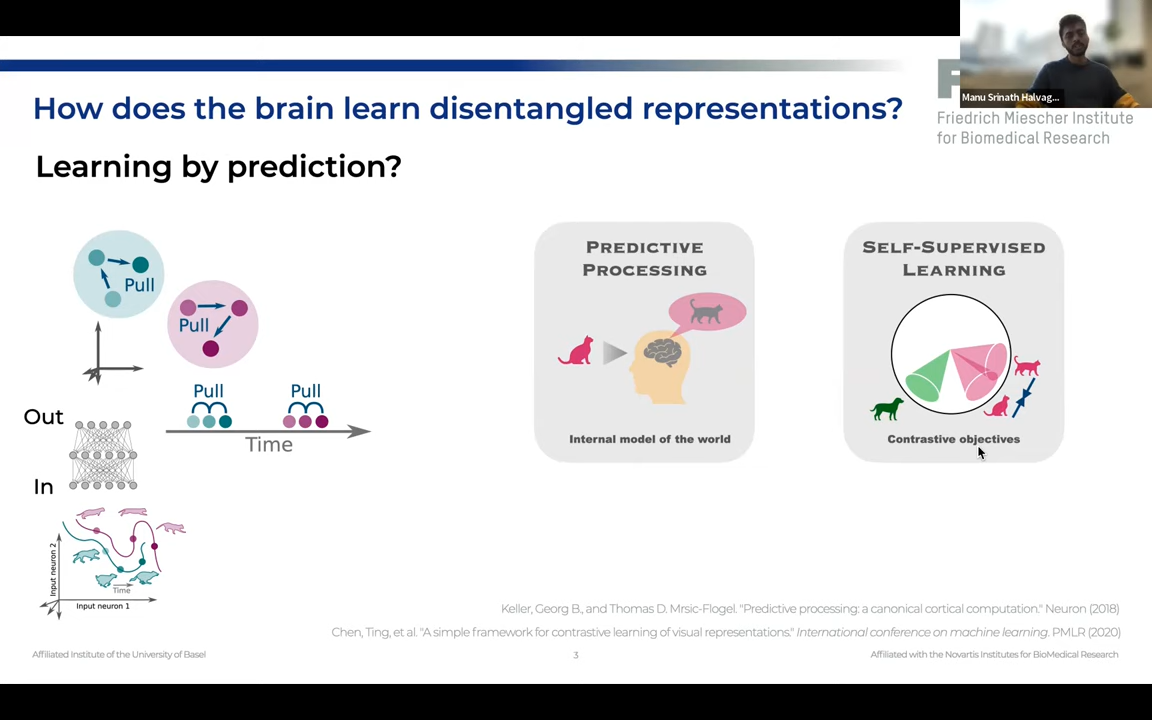 Manu Srinath Halvag...
How does the brain learn disentangled representations?
Friedrich Miescher Institute
for Biomedical Research
Learning by prediction?
Pull
Pull
Pull
Pull
Time
Out
In
Input neuron 2
Time
Input neuron 1
PREDICTIVE
PROCESSING
Internal model of the world
SELF-SUPERVISED
LEARNING
Contrastive objectives
Keller, Georg B., and Thomas D. Mrsic-Flogel. "Predictive processing: a canonical cortical computation." Neuron (2018)
Chen, Ting, et al. "A simple framework for contrastive learning of visual representations." International conference on machine learning. PMLR (2020)
Affiliated Institute of the University of Basel
3
Affiliated with the Novartis Institutes for BioMedical Research